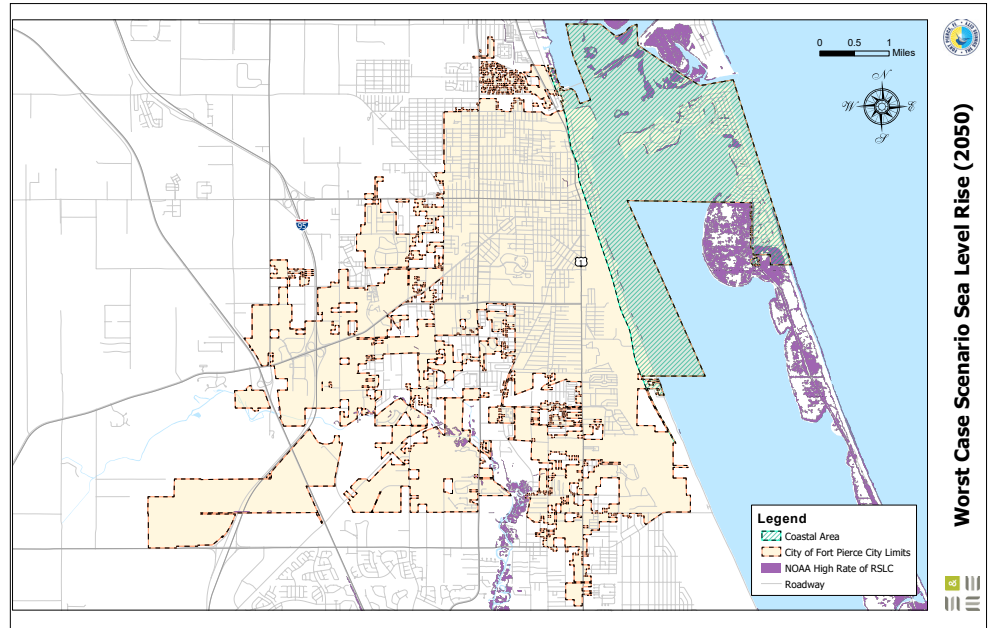 0 0.5 1
Miles
N
W E
S
95
1
Worst Case Scenario Sea Level Rise (2050)
Legend
Coastal Area
City of Fort Pierce City Limits
NOAA High Rate of RSLC
Roadway